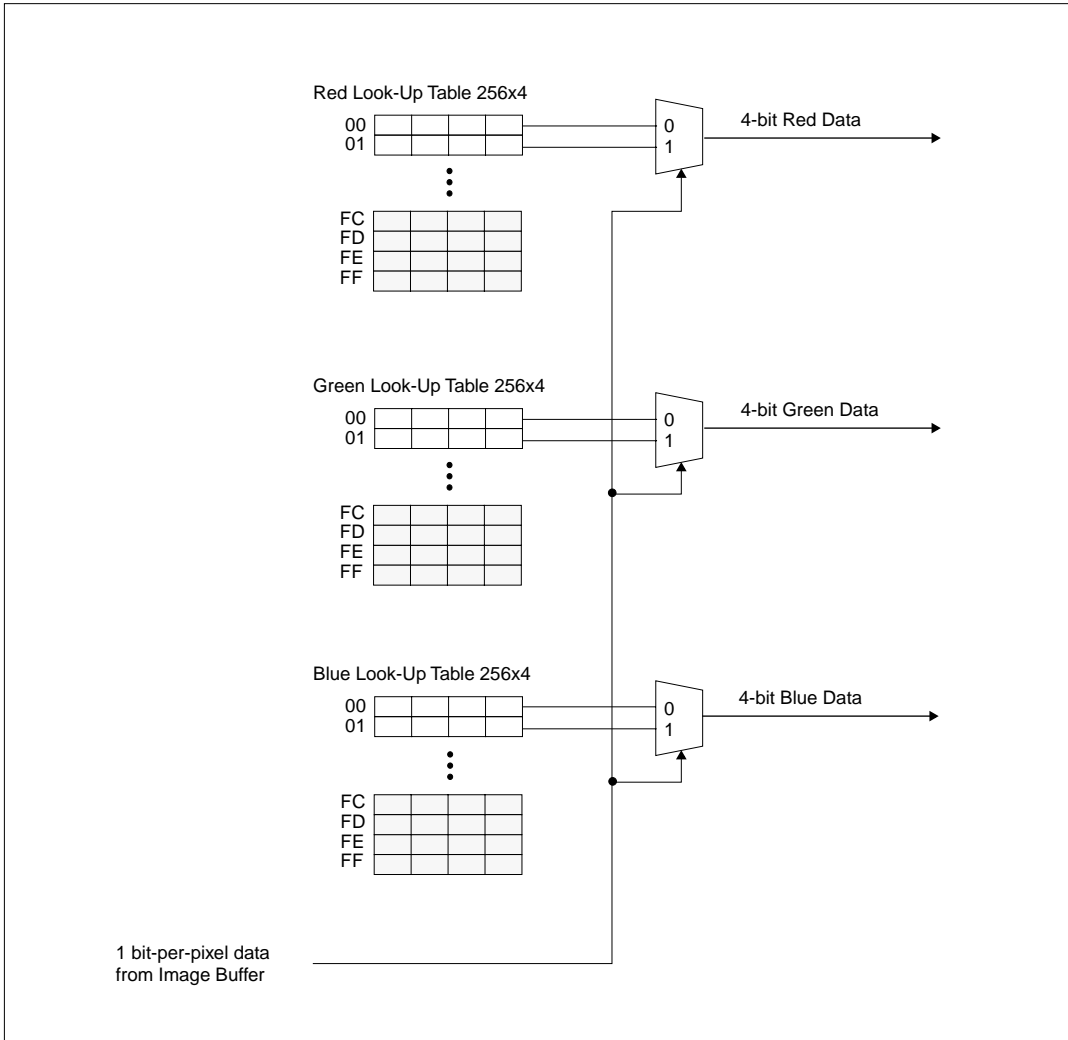 Red Look-Up Table 256x4
00
01
FC
FD
FE
FF
0
1
4-bit Red Data
Green Look-Up Table 256x4
00
01
FC
FD
FE
FF
0
1
4-bit Green Data
Blue Look-Up Table 256x4
00
01
FC
FD
FE
FF
0
1
4-bit Blue Data
1 bit-per-pixel data
from Image Buffer